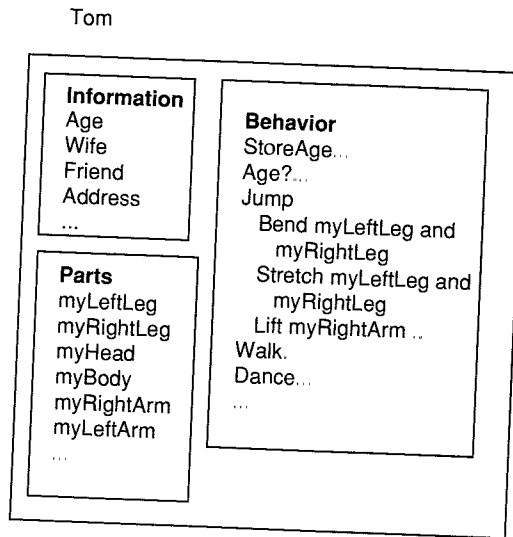 Tom
Information
Age
Wife
Friend
Address
...
Parts
myLeftLeg
myRightLeg
myHead
myBody
myRightArm
myLeftArm
...
Behavior
StoreAge...
Age?...
Jump
Bend myLeftLeg and
myRightLeg
Stretch myLeftLeg and
myRightLeg
Lift myRightArm ..
Walk.
Dance...
...